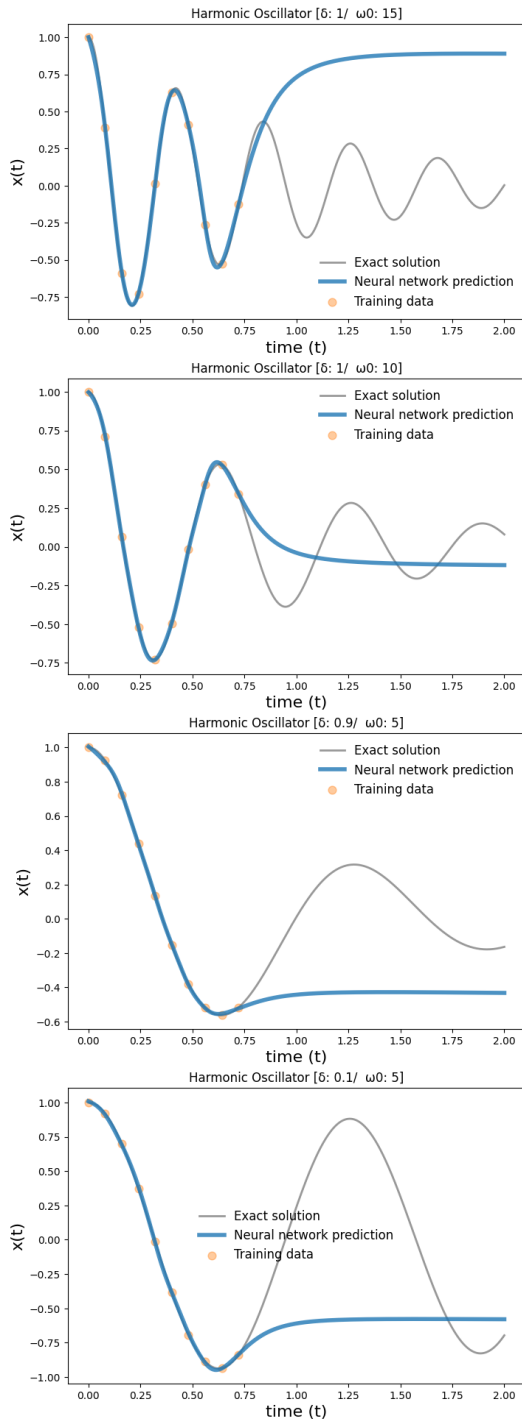 Harmonic Oscillator [δ: 1/  ω0: 15]
1.00
0.75
0.50
0.25
0.00
−0.25
−0.50
−0.75
x(t)
Exact solution
Neural network prediction
Training data
0.00 0.25 0.50 0.75 1.00 1.25 1.50 1.75 2.00
time (t)
Harmonic Oscillator [δ: 1/  ω0: 10]
1.00
0.75
0.50
0.25
0.00
−0.25
−0.50
−0.75
x(t)
Exact solution
Neural network prediction
Training data
0.00 0.25 0.50 0.75 1.00 1.25 1.50 1.75 2.00
time (t)
Harmonic Oscillator [δ: 0.9/  ω0: 5]
1.0
0.8
0.6
0.4
0.2
0.0
−0.2
−0.4
−0.6
x(t)
Exact solution
Neural network prediction
Training data
0.00 0.25 0.50 0.75 1.00 1.25 1.50 1.75 2.00
time (t)
Harmonic Oscillator [δ: 0.1/  ω0: 5]
1.00
0.75
0.50
0.25
0.00
−0.25
−0.50
−0.75
−1.00
x(t)
Exact solution
Neural network prediction
Training data
0.00 0.25 0.50 0.75 1.00 1.25 1.50 1.75 2.00
time (t)